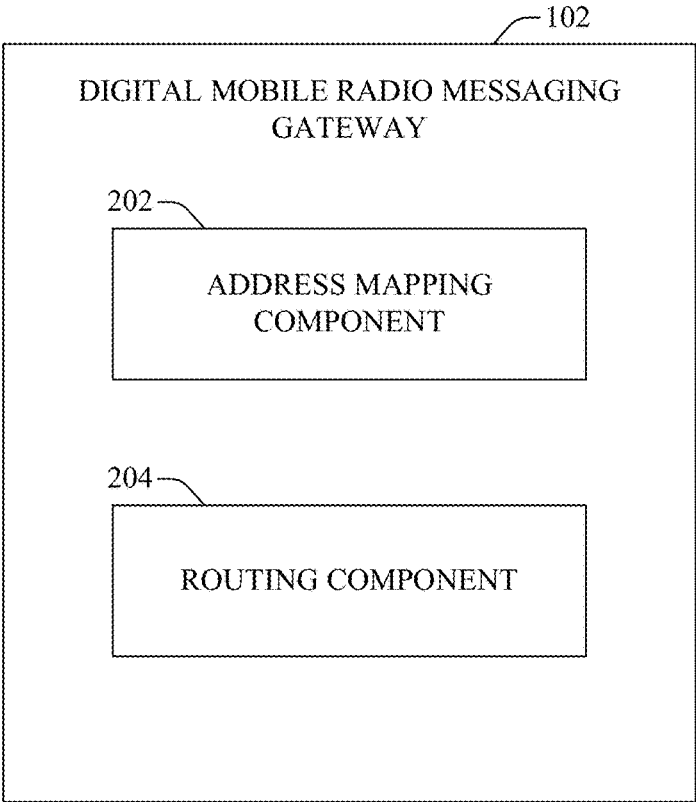 102
DIGITAL MOBILE RADIO MESSAGING
GATEWAY
202
ADDRESS MAPPING
COMPONENT
204
ROUTING COMPONENT